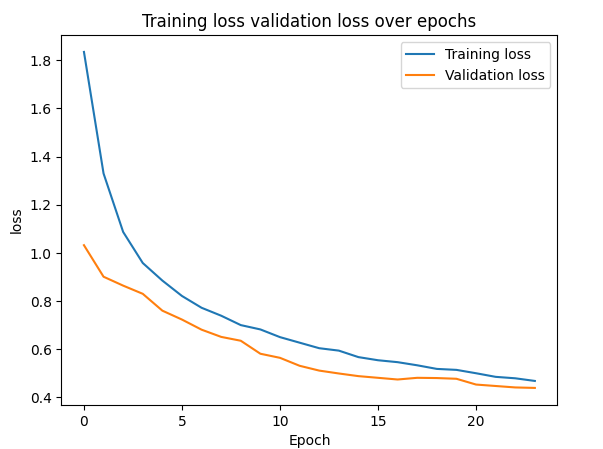 Training loss validation loss over epochs
Training loss
Validation loss
1.8
1.6
1.4
1.2
1.0
0.8
0.6
0.4
loss
0 5 10 15 20
Epoch